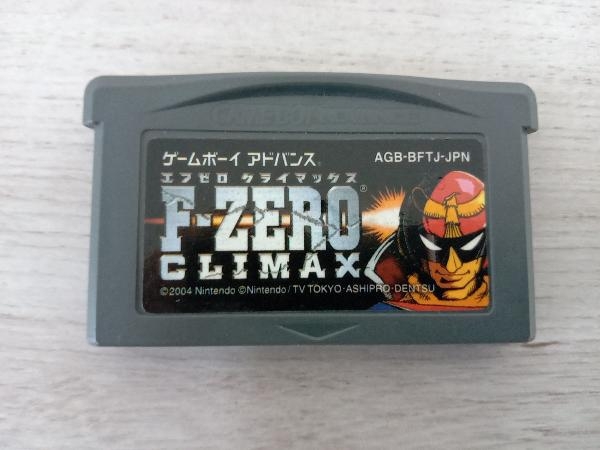 GAME BOY ADVANCE
ゲームボーイ アドバンス
AGB-BFTJ-JPN
エフゼロ クライマックス
F-ZERO®
CLIMAX
©2004 Nintendo ©Nintendo/TV TOKYO·ASHIPRO·DENTSU